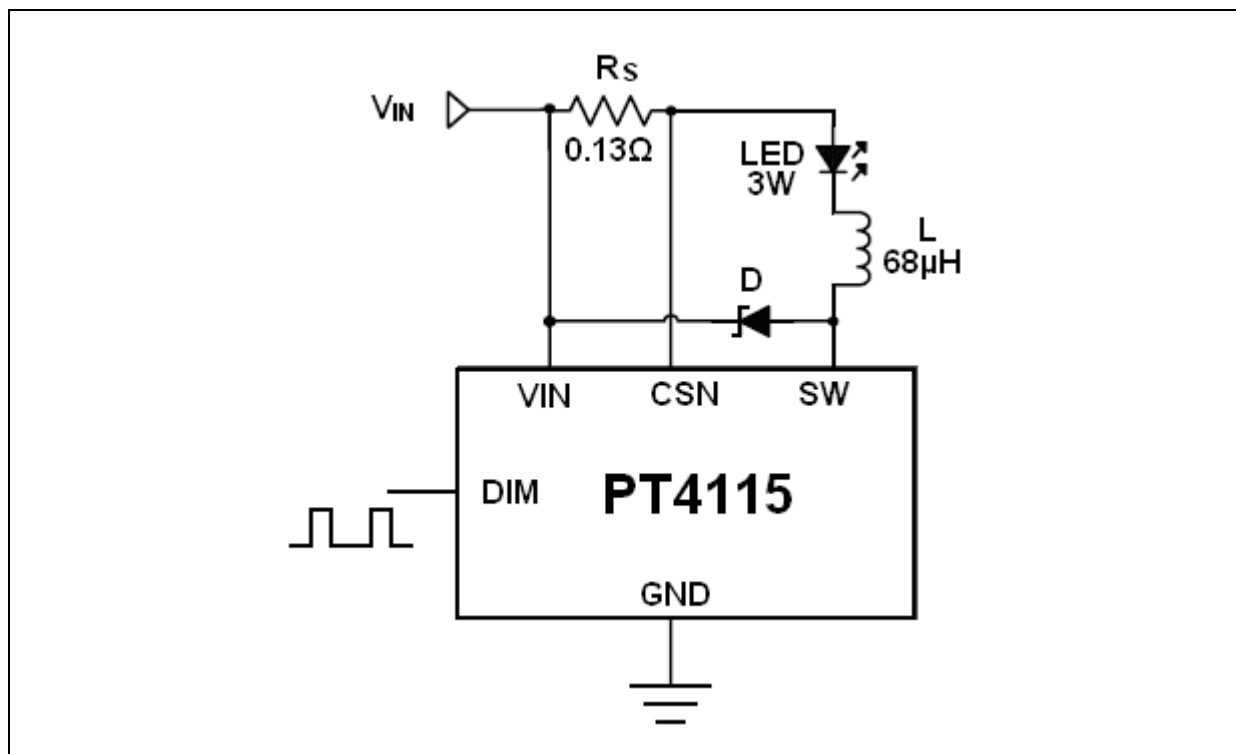 RS
VIN
0.13Ω
LED
3W
L
68µH
D
VIN
CSN
SW
DIM
PT4115
GND